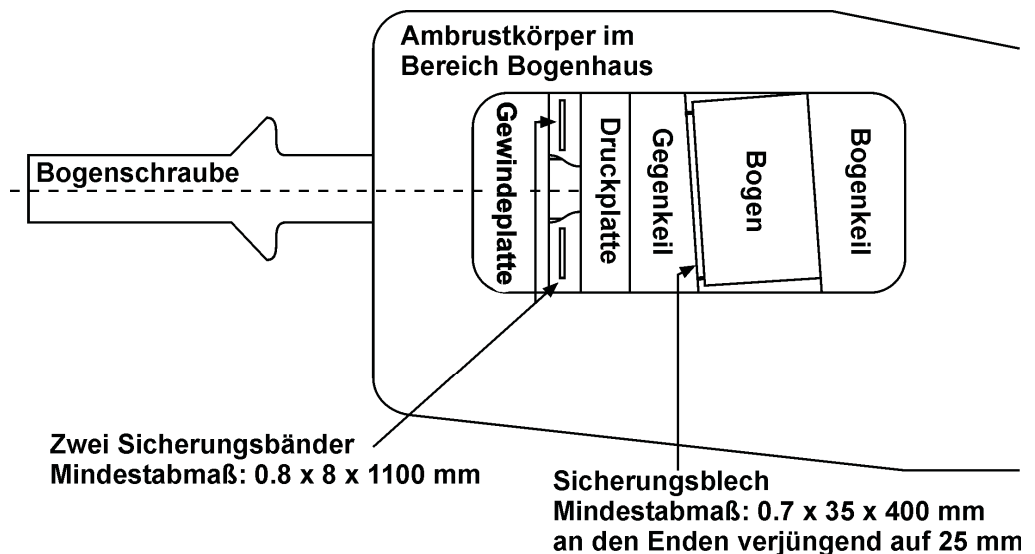 Ambrustkörper im
Bereich Bogenhaus
Bogenschraube
Gewindeplatte
Druckplatte
Gegenkeil
Bogen
Bogenkeil
Zwei Sicherungsbänder
Mindestabmaß: 0.8 x 8 x 1100 mm
Sicherungsblech
Mindestabmaß: 0.7 x 35 x 400 mm
an den Enden verjüngend auf 25 mm